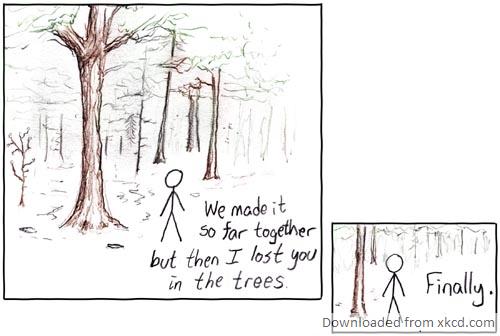 We made it
so far together
but then I lost you
in the trees.
Finally.
Downloaded from xkcd.com